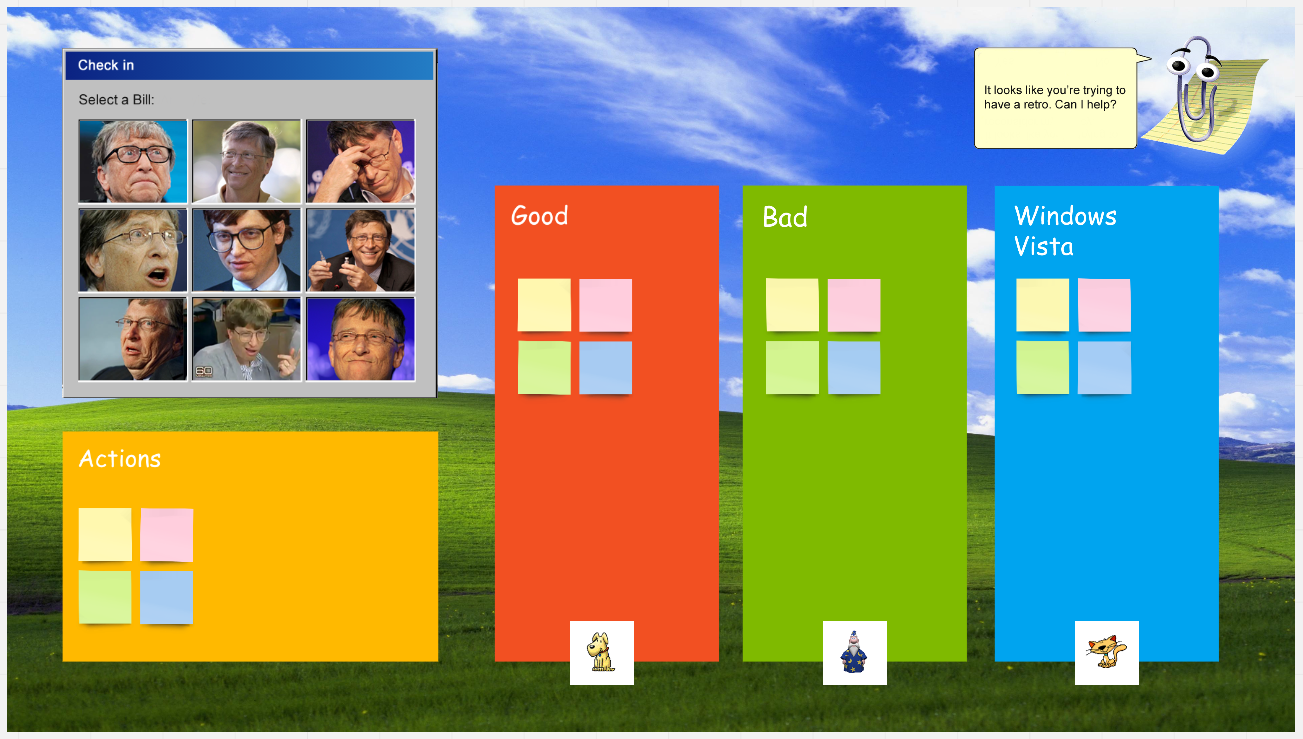 Check in
Select a Bill:
60
It looks like you're trying to
have a retro. Can I help?
Good
Bad
Windows
Vista
Actions